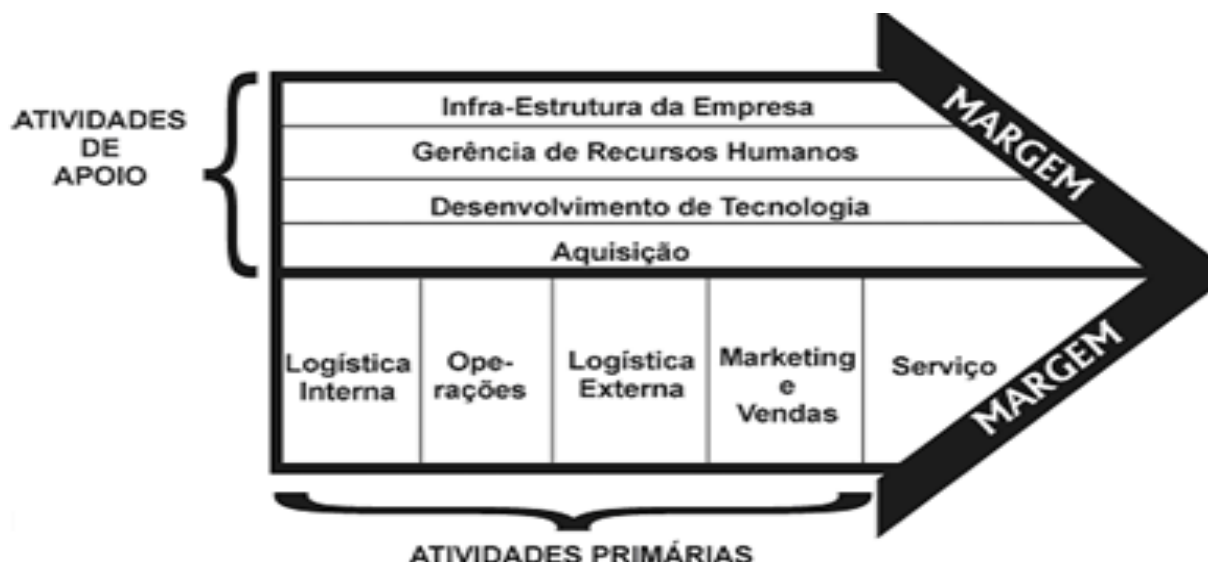 ATIVIDADES
DE
APOIO
Infra-Estrutura da Empresa
Gerência de Recursos Humanos
Desenvolvimento de Tecnologia
Aquisição
MARGEM
Logística
Interna
Ope-
rações
Logística
Externa
Marketing
e
Vendas
Serviço
MARGEM
ATIVIDADES PRIMÁRIAS